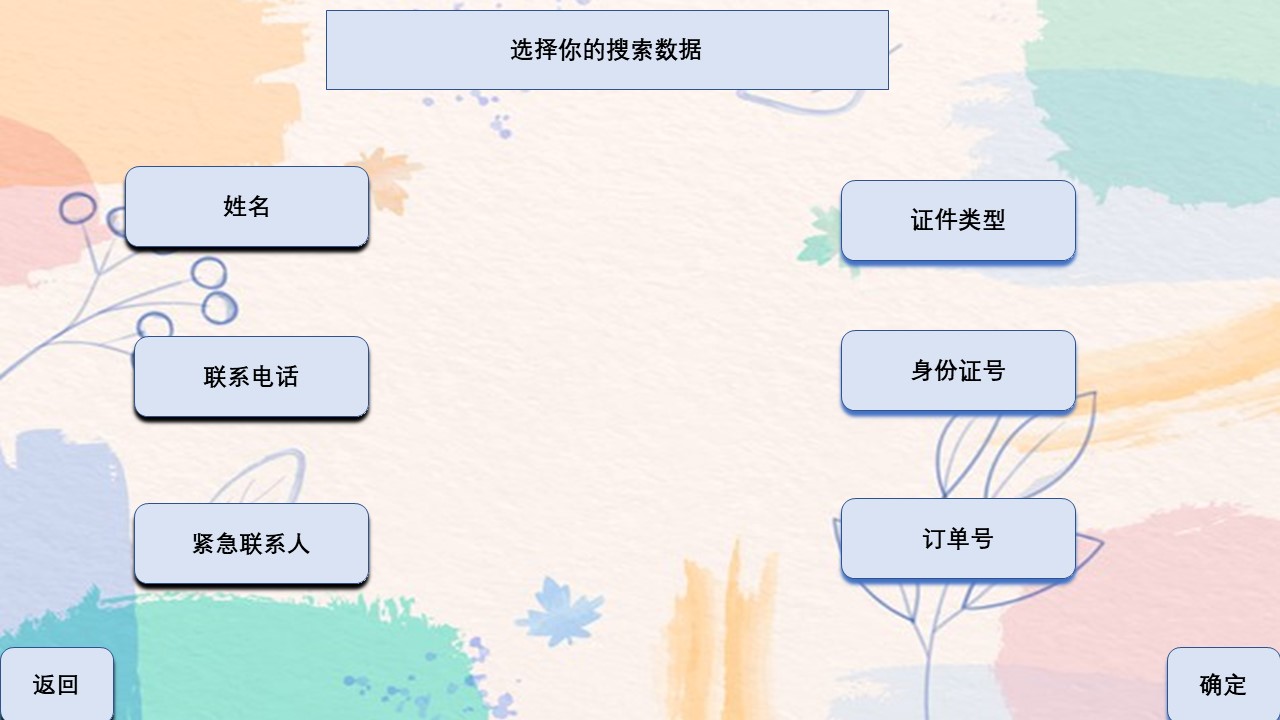 选择你的搜索数据
姓名
证件类型
联系电话
身份证号
紧急联系人
订单号
返回
确定